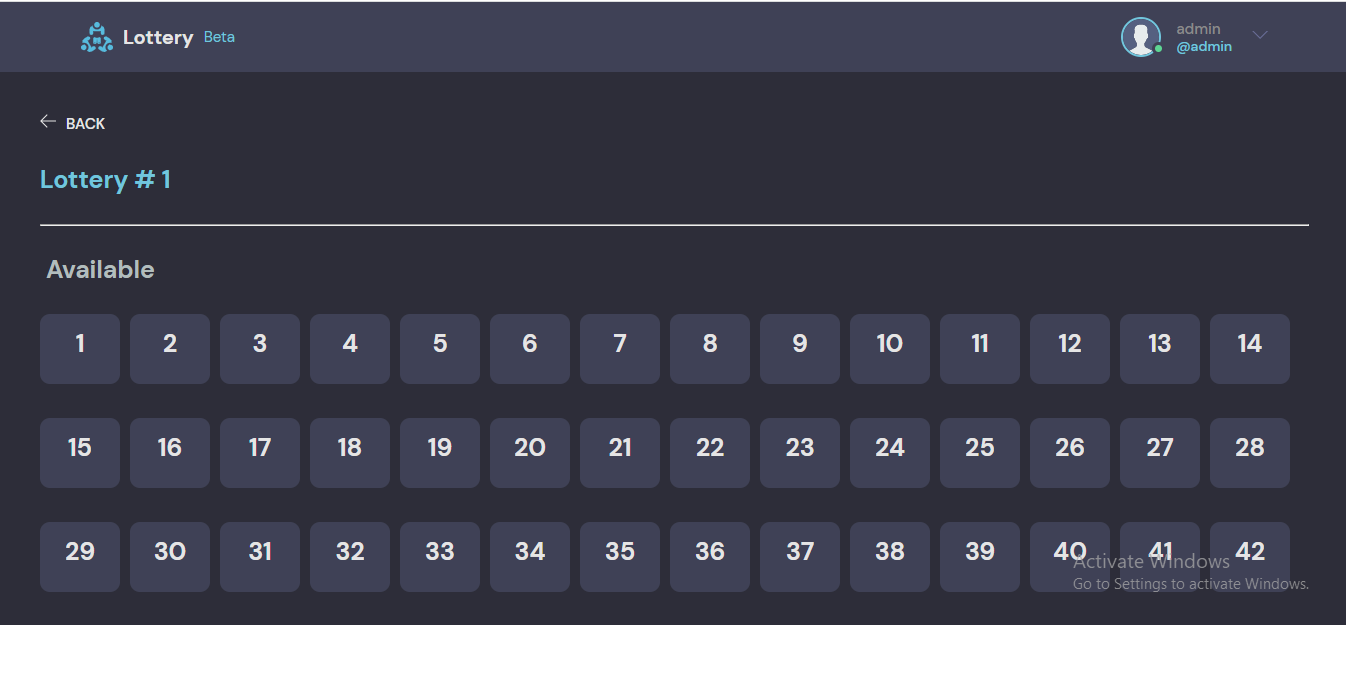 Lottery Beta
admin
@admin
BACK
Lottery # 1
Available
1 2 3 4 5 6 7 8 9 10 11 12 13 14
15 16 17 18 19 20 21 22 23 24 25 26 27 28
29 30 31 32 33 34 35 36 37 38 39 40 41 42
Activate Windows
Go to Settings to activate Windows.